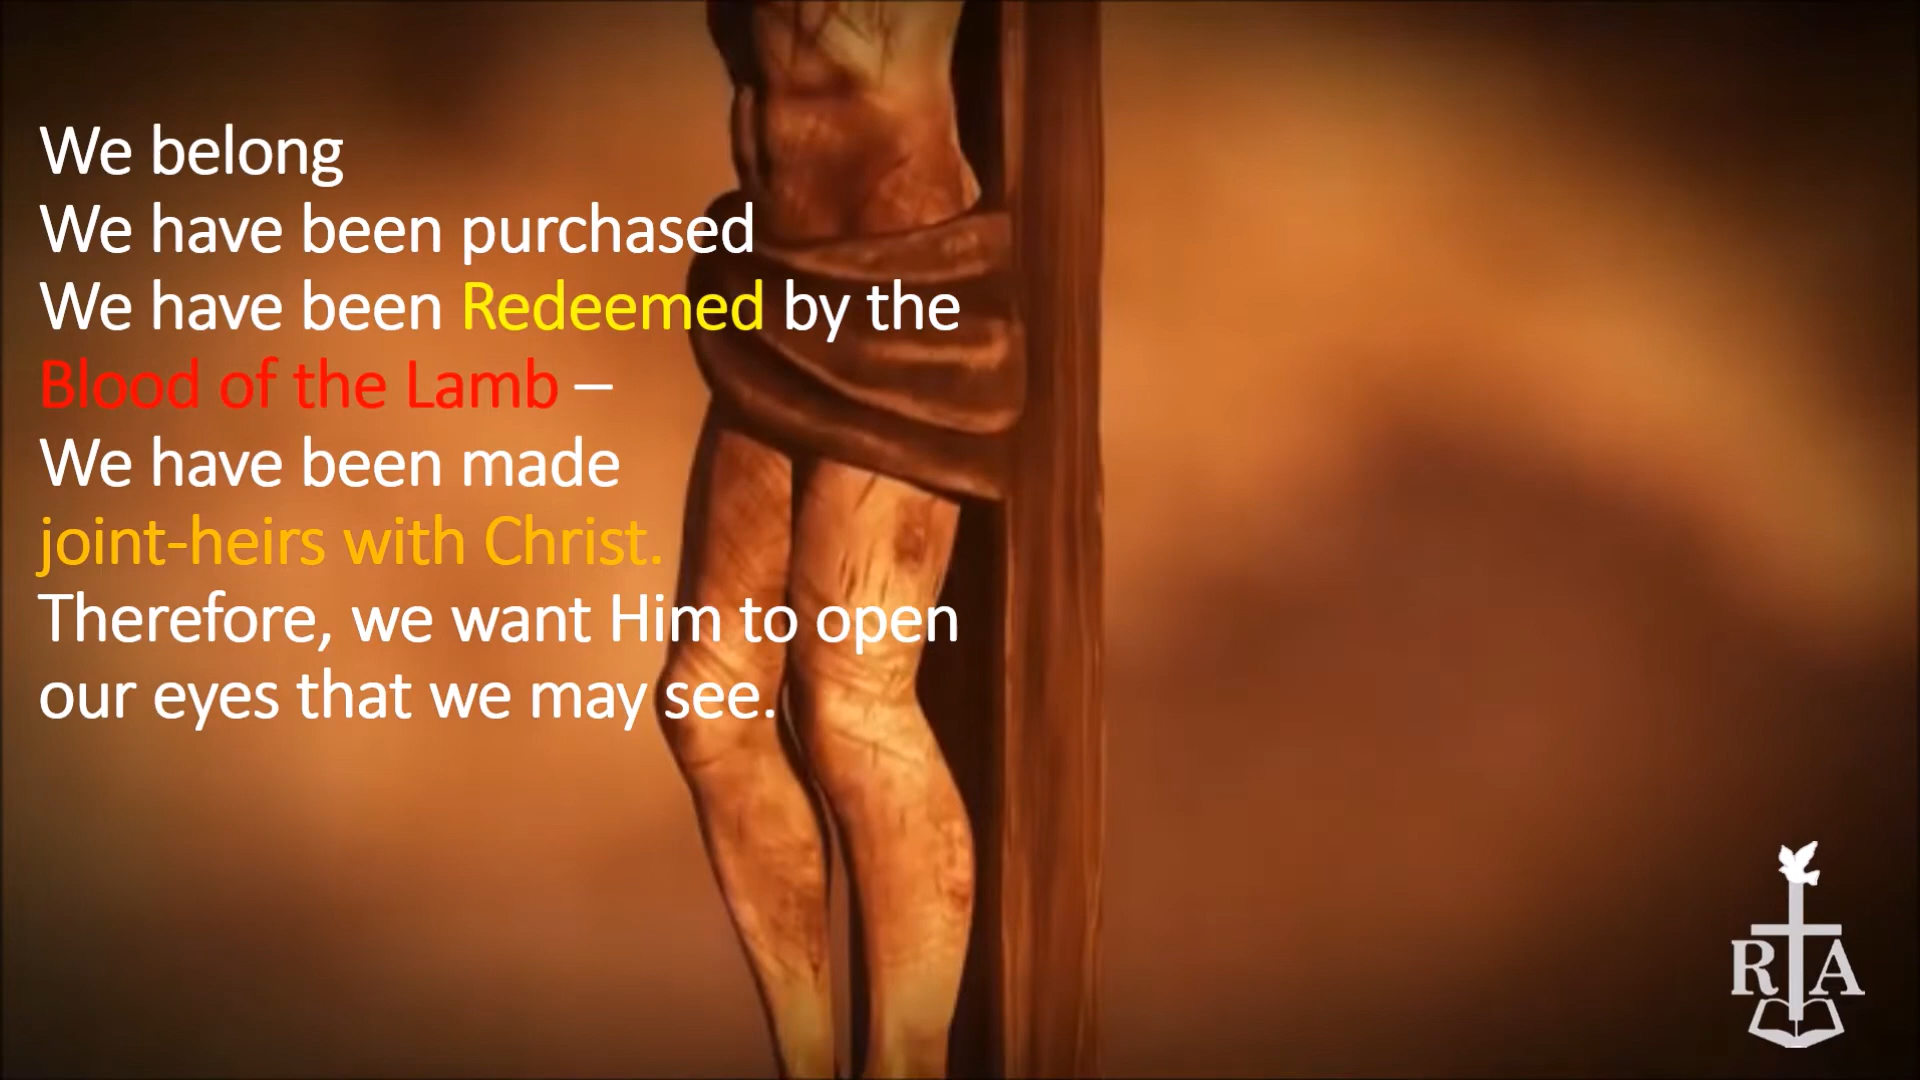 We belong
We have been purchased
We have been Redeemed by the
Blood of the Lamb –
We have been made
joint-heirs with Christ.
Therefore, we want Him to open
our eyes that we may see.
R A